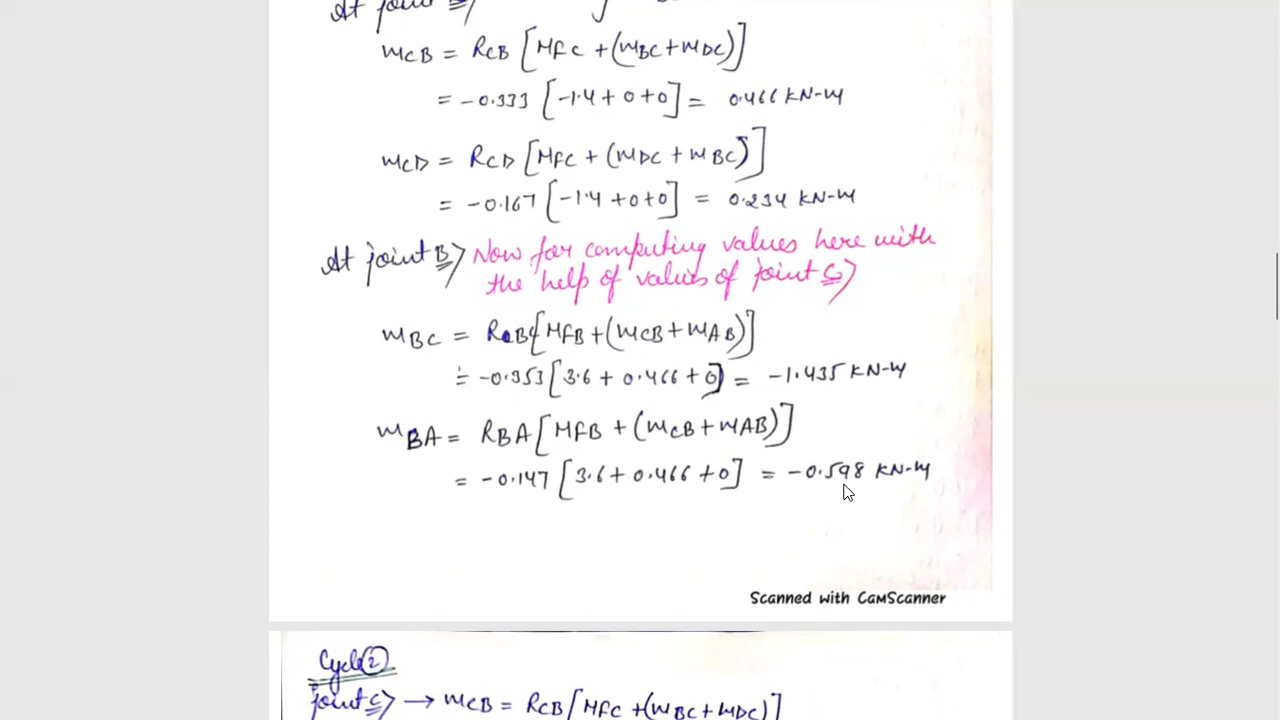 At joint C>
mCB = RCB [MFC + (mBC + mDC)]
= -0.333 [-1.4 + 0 + 0] = 0.466 KN-M
mCD = RCD [MFC + (mDC + mBC)]
= -0.167 [-1.4 + 0 + 0] = 0.234 KN-M
At joint B> Now for computing values here with
the help of values of joint C>
mBC = RBC [MFB + (mCB + mAB)]
= -0.353 [3.6 + 0.466 + 0] = -1.435 KN-M
mBA = RBA [MFB + (mCB + mAB)]
= -0.147 [3.6 + 0.466 + 0] = -0.598 KN-M
Scanned with CamScanner
Cycle 2
joint C> → mCB = RCB [MFC + (mBC + mDC)]